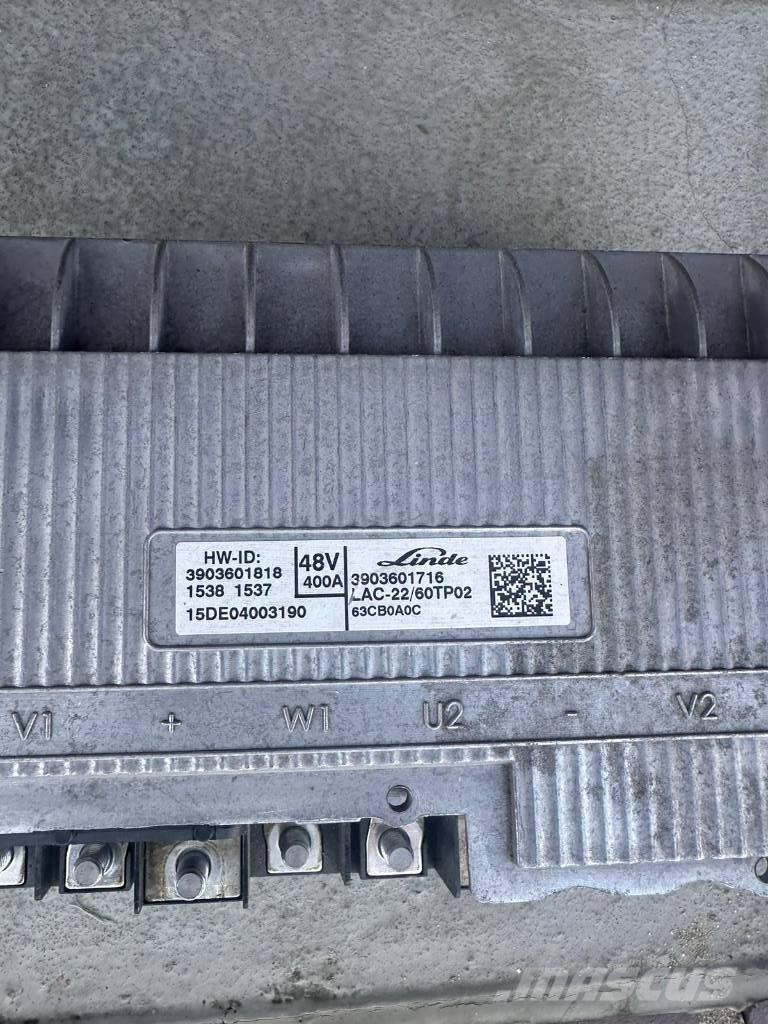 HW-ID:
3903601818
1538 1537
15DE04003190
48V
400A
Linde
3903601716
LAC-22/60TP02
63CB0A0C
V1 + W1 U2 - V2
MASCUS